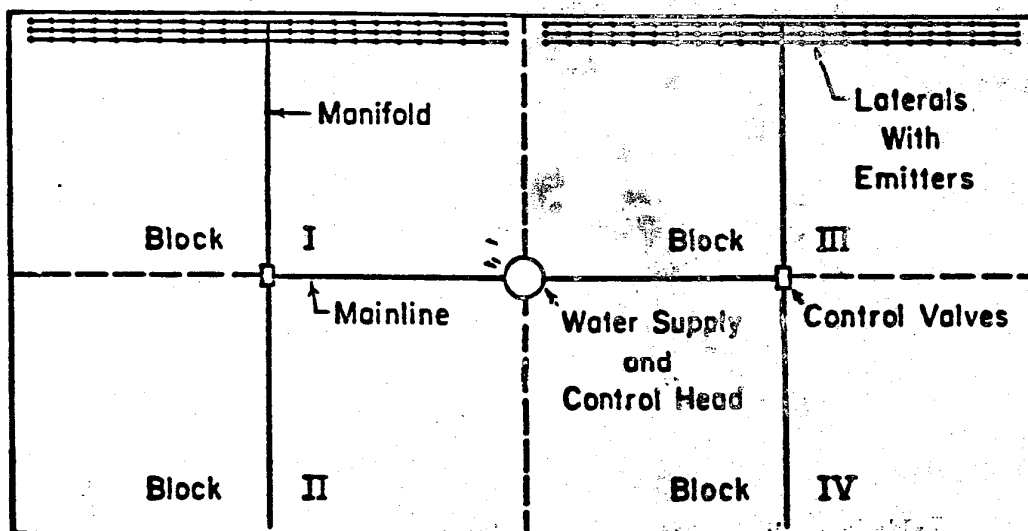 Manifold
Laterals
With
Emitters
Block I
Block III
Mainline
Water Supply
and
Control Head
Control Valves
Block II
Block IV